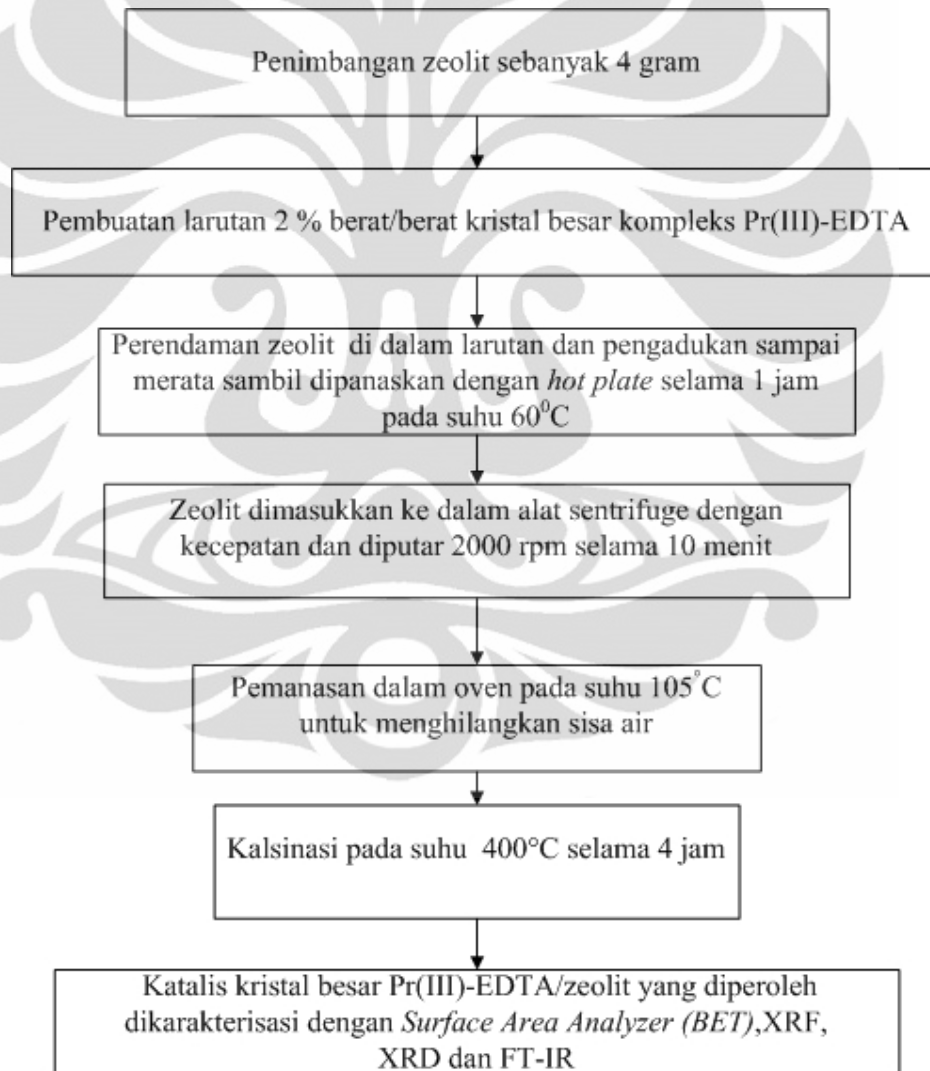 Penimbangan zeolit sebanyak 4 gram
Pembuatan larutan 2 % berat/berat kristal besar kompleks Pr(III)-EDTA
Perendaman zeolit di dalam larutan dan pengadukan sampai
merata sambil dipanaskan dengan hot plate selama 1 jam
pada suhu 60⁰C
Zeolit dimasukkan ke dalam alat sentrifuge dengan
kecepatan dan diputar 2000 rpm selama 10 menit
Pemanasan dalam oven pada suhu 105°C
untuk menghilangkan sisa air
Kalsinasi pada suhu 400°C selama 4 jam
Katalis kristal besar Pr(III)-EDTA/zeolit yang diperoleh
dikarakterisasi dengan Surface Area Analyzer (BET),XRF,
XRD dan FT-IR